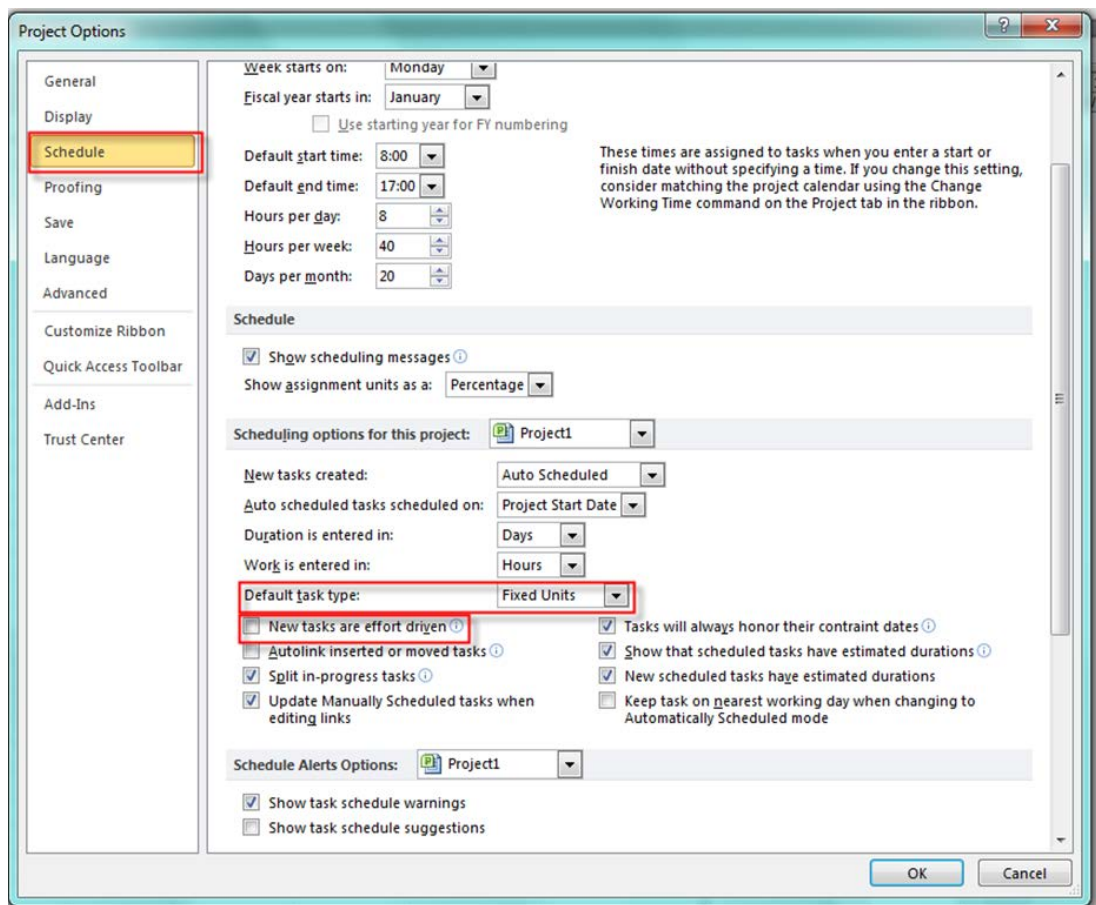 Project Options
General
Display
Schedule
Proofing
Save
Language
Advanced
Customize Ribbon
Quick Access Toolbar
Add-Ins
Trust Center
Week starts on: Monday
Fiscal year starts in: January
Use starting year for FY numbering
Default start time: 8:00
Default end time: 17:00
Hours per day: 8
Hours per week: 40
Days per month: 20
These times are assigned to tasks when you enter a start or
finish date without specifying a time. If you change this setting,
consider matching the project calendar using the Change
Working Time command on the Project tab in the ribbon.
Schedule
Show scheduling messages
Show assignment units as a: Percentage
Scheduling options for this project: Project1
New tasks created: Auto Scheduled
Auto scheduled tasks scheduled on: Project Start Date
Duration is entered in: Days
Work is entered in: Hours
Default task type: Fixed Units
New tasks are effort driven
Autolink inserted or moved tasks
Split in-progress tasks
Update Manually Scheduled tasks when
editing links
Tasks will always honor their contraint dates
Show that scheduled tasks have estimated durations
New scheduled tasks have estimated durations
Keep task on nearest working day when changing to
Automatically Scheduled mode
Schedule Alerts Options: Project1
Show task schedule warnings
Show task schedule suggestions
OK
Cancel